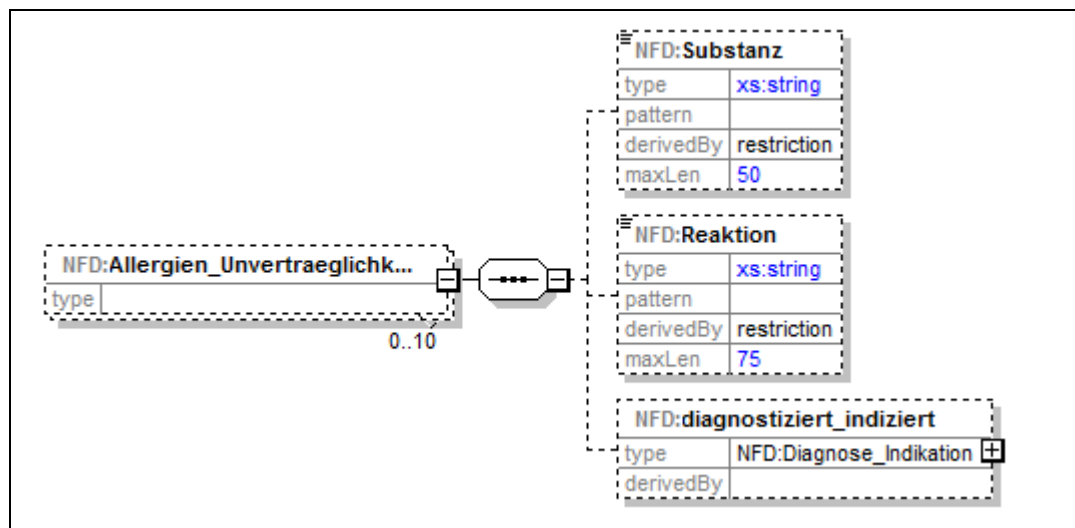 NFD:Substanz
type xs:string
pattern
derivedBy restriction
maxLen 50
NFD:Reaktion
type xs:string
pattern
derivedBy restriction
maxLen 75
NFD:Allergien_Unvertraeglichk...
type
0..10
NFD:diagnostiziert_indiziert
type NFD:Diagnose_Indikation
derivedBy